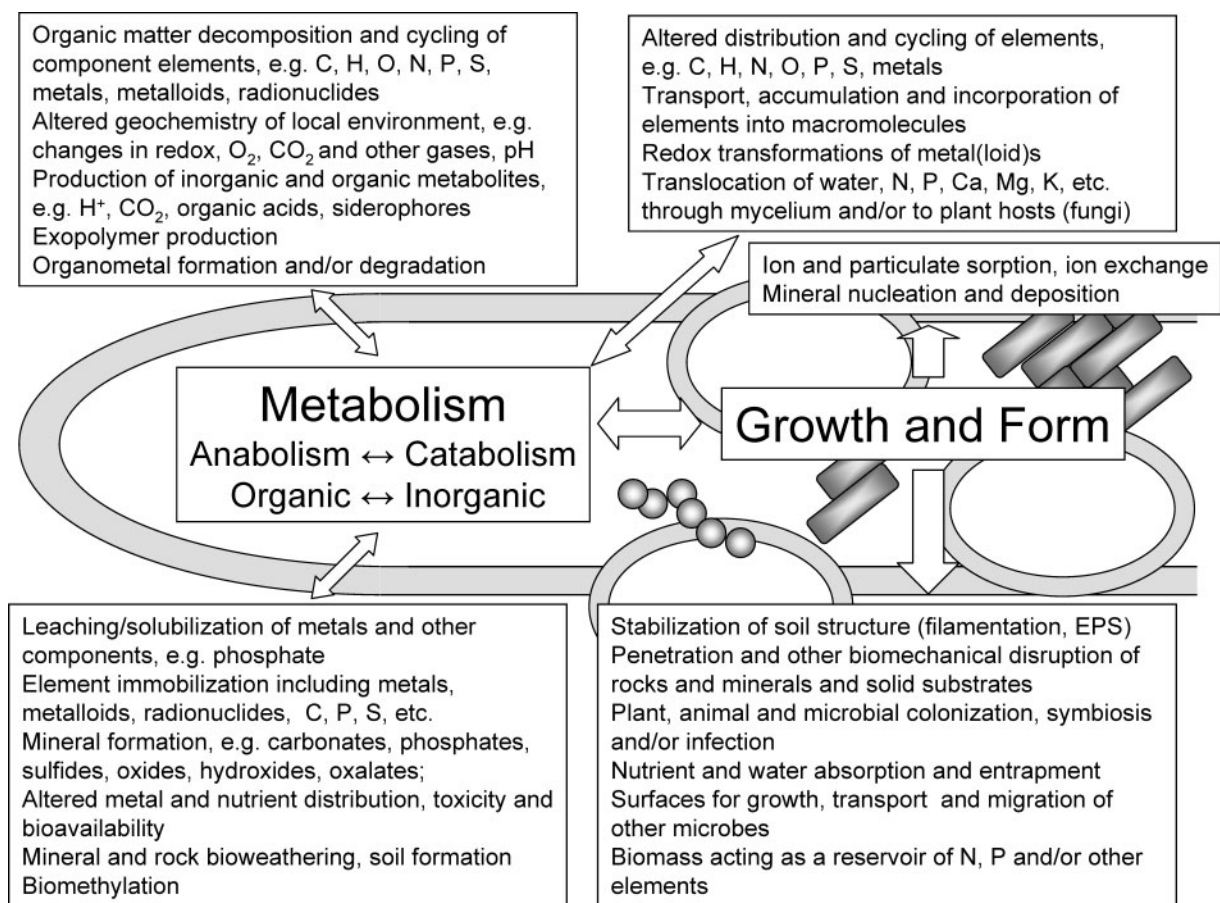 Organic matter decomposition and cycling of
component elements, e.g. C, H, O, N, P, S,
metals, metalloids, radionuclides
Altered geochemistry of local environment, e.g.
changes in redox, O₂, CO₂ and other gases, pH
Production of inorganic and organic metabolites,
e.g. H⁺, CO₂, organic acids, siderophores
Exopolymer production
Organometal formation and/or degradation
Altered distribution and cycling of elements,
e.g. C, H, N, O, P, S, metals
Transport, accumulation and incorporation of
elements into macromolecules
Redox transformations of metal(loid)s
Translocation of water, N, P, Ca, Mg, K, etc.
through mycelium and/or to plant hosts (fungi)
Ion and particulate sorption, ion exchange
Mineral nucleation and deposition
Metabolism
Anabolism ↔ Catabolism
Organic ↔ Inorganic
Growth and Form
Leaching/solubilization of metals and other
components, e.g. phosphate
Element immobilization including metals,
metalloids, radionuclides, C, P, S, etc.
Mineral formation, e.g. carbonates, phosphates,
sulfides, oxides, hydroxides, oxalates;
Altered metal and nutrient distribution, toxicity and
bioavailability
Mineral and rock bioweathering, soil formation
Biomethylation
Stabilization of soil structure (filamentation, EPS)
Penetration and other biomechanical disruption of
rocks and minerals and solid substrates
Plant, animal and microbial colonization, symbiosis
and/or infection
Nutrient and water absorption and entrapment
Surfaces for growth, transport and migration of
other microbes
Biomass acting as a reservoir of N, P and/or other
elements